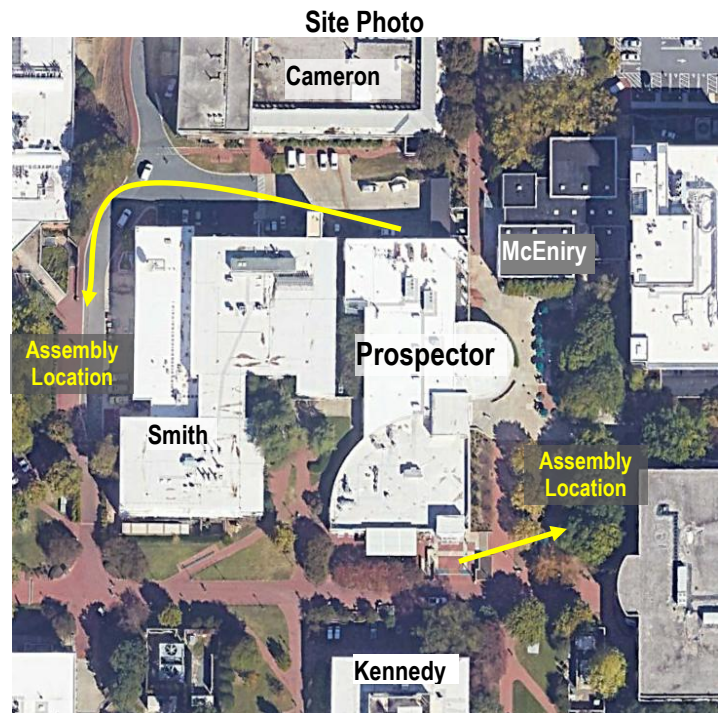 Site Photo
Cameron
McEniry
Assembly
Location
Prospector
Smith
Assembly
Location
Kennedy